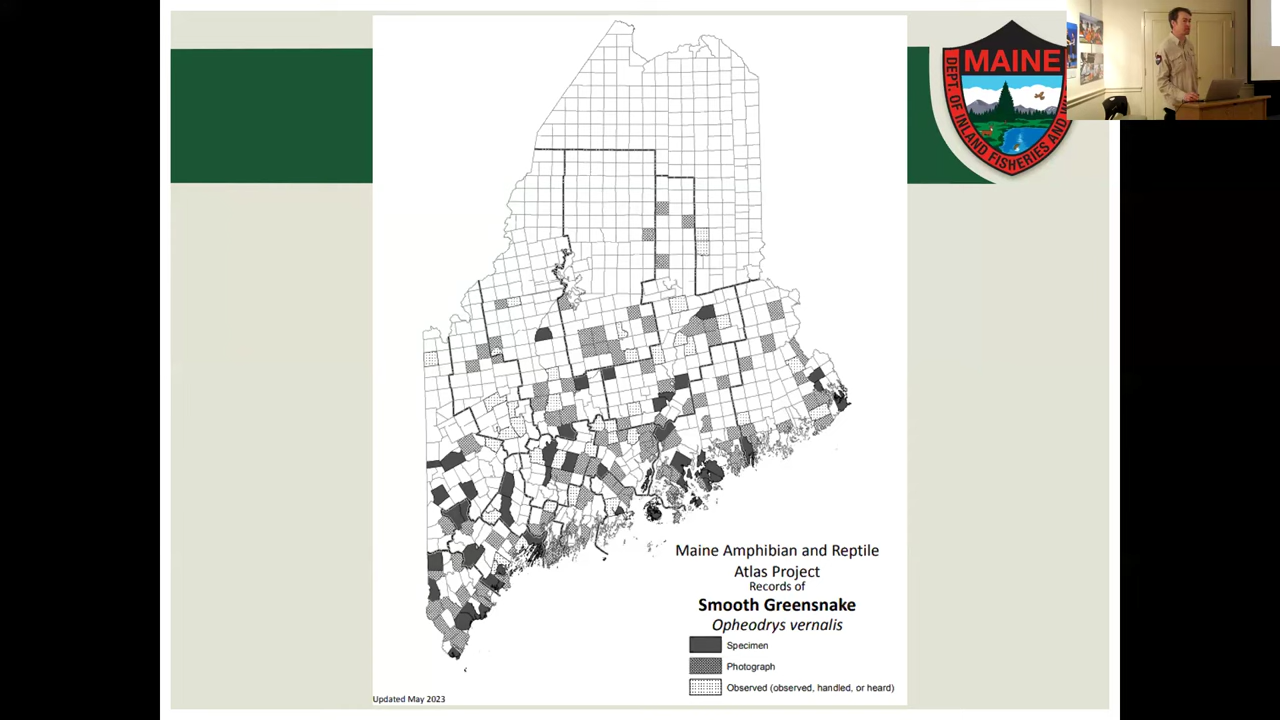 MAINE
DEPT. OF INLAND FISHERIES AND
Maine Amphibian and Reptile
Atlas Project
Records of
Smooth Greensnake
Opheodrys vernalis
Specimen
Photograph
Observed (observed, handled, or heard)
Updated May 2023